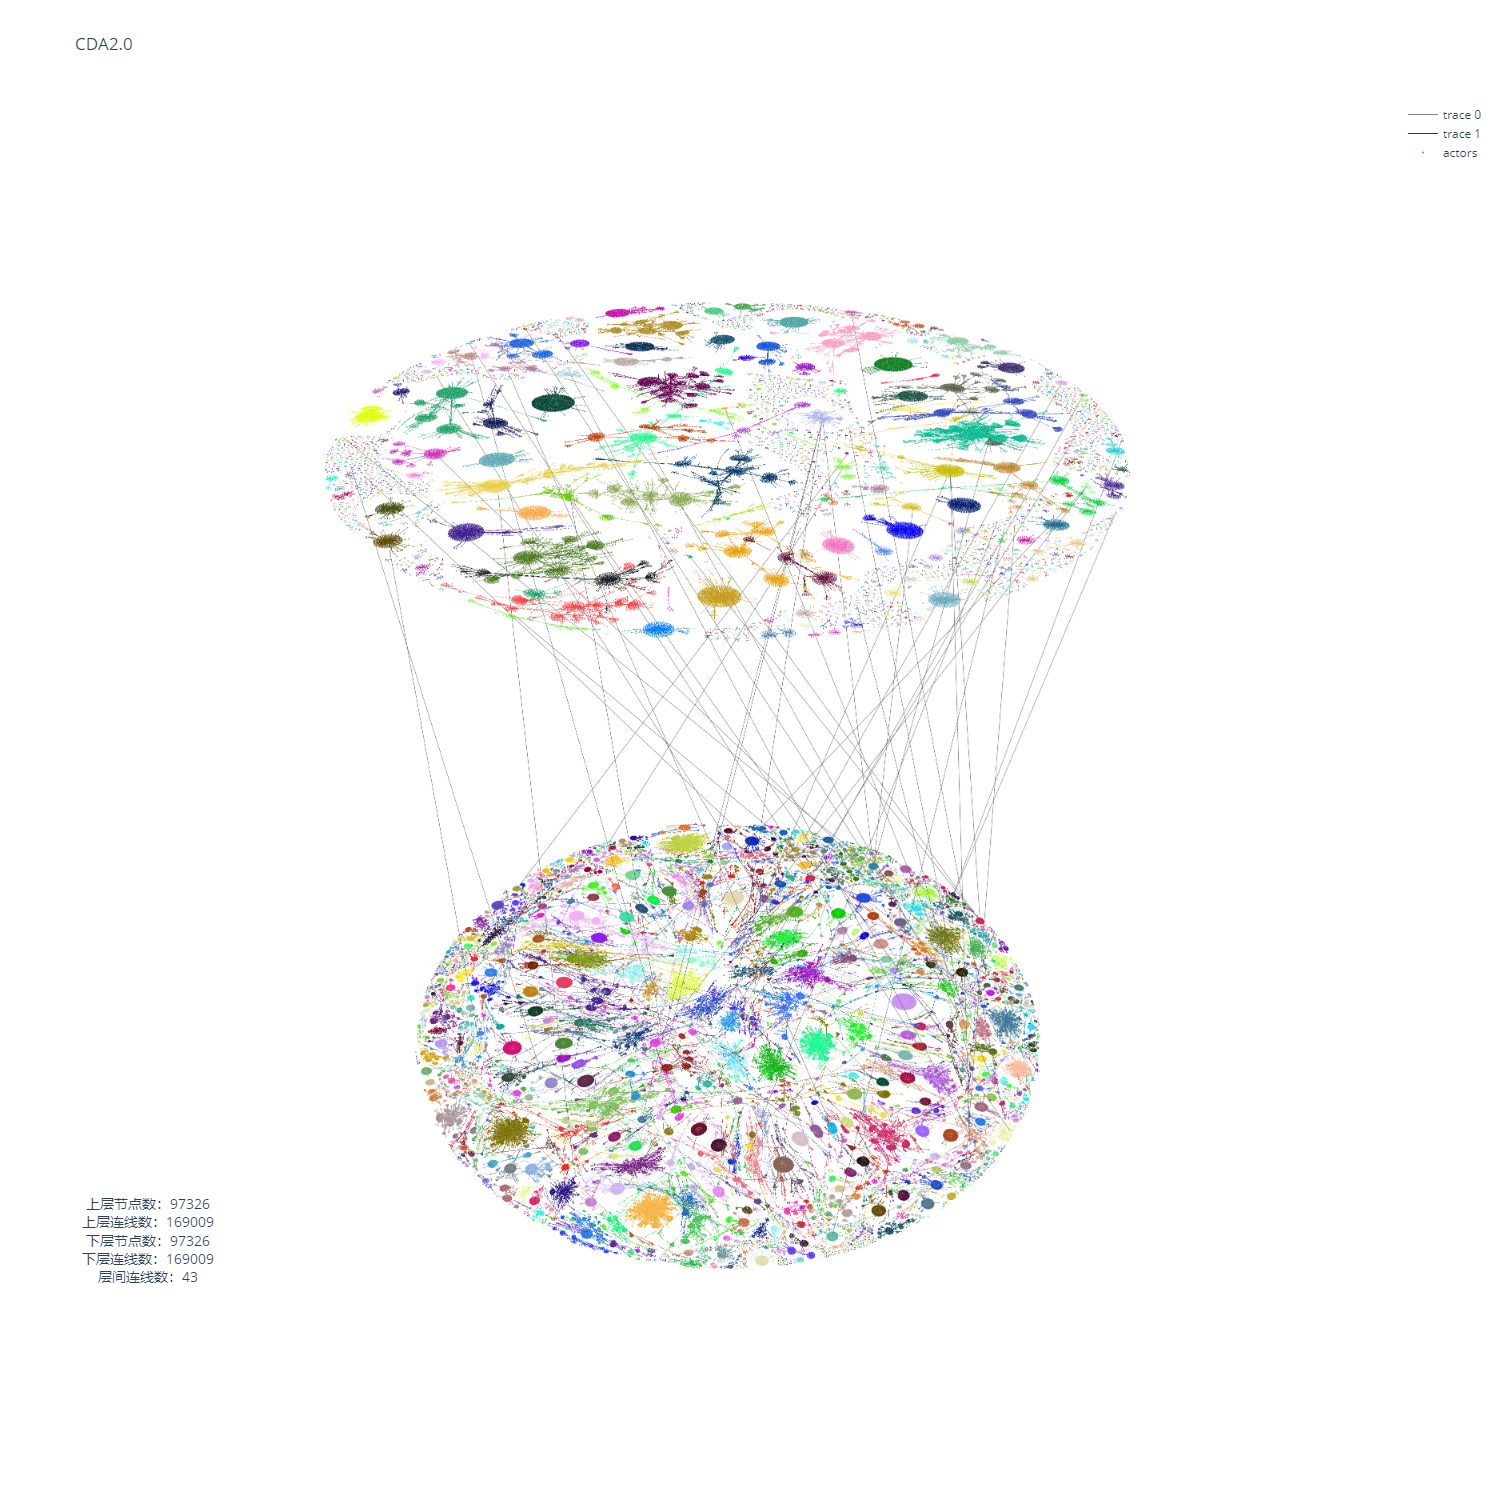 CDA2.0
trace 0
trace 1
actors
上层节点数：97326
上层连线数：169009
下层节点数：97326
下层连线数：169009
层间连线数：43